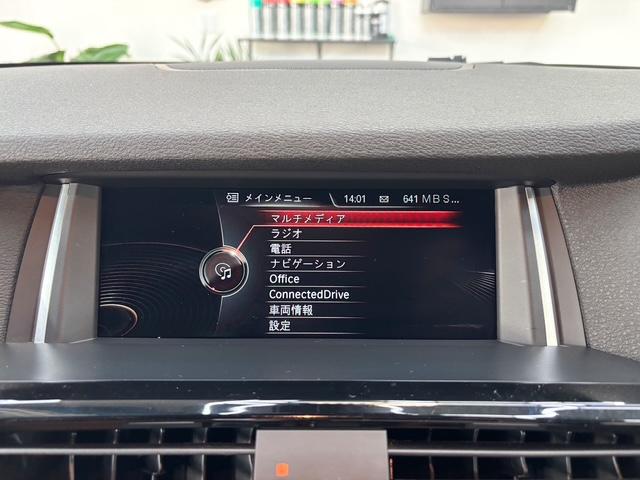 メインメニュー 14:01 641 MBS...
マルチメディア
ラジオ
電話
ナビゲーション
Office
ConnectedDrive
車両情報
設定